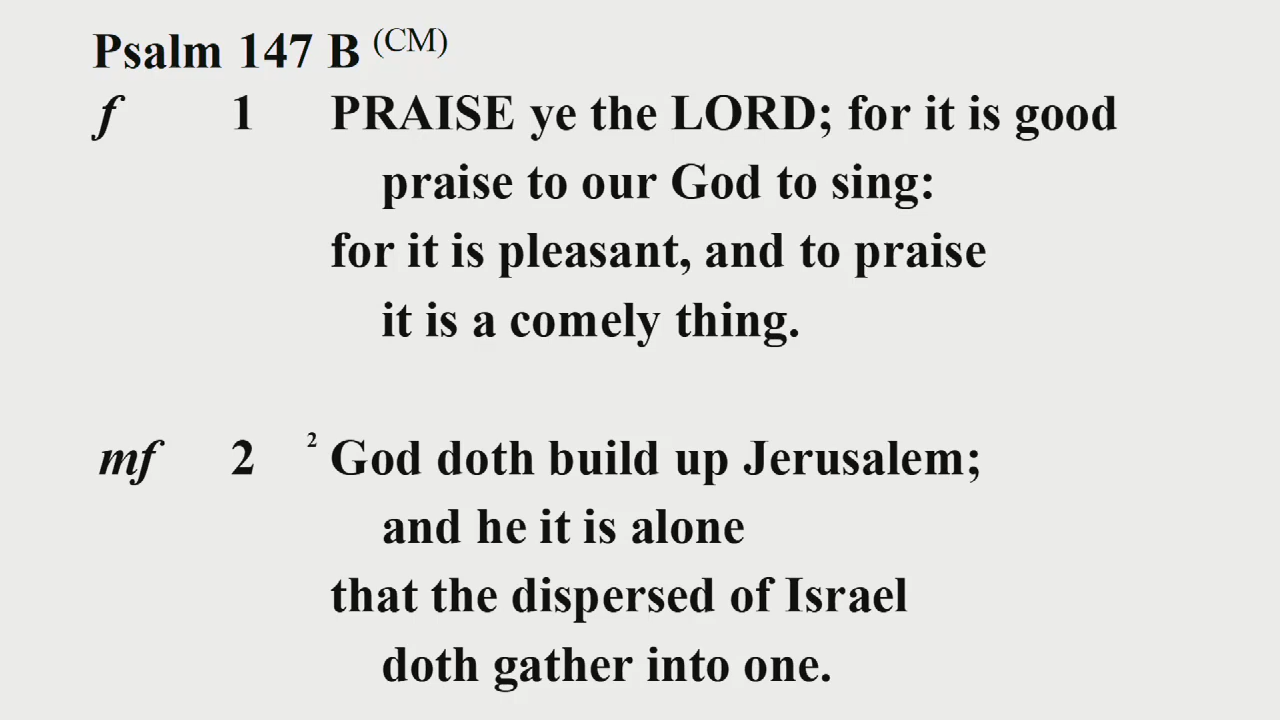 Psalm 147 B (CM)
f 1 PRAISE ye the LORD; for it is good
praise to our God to sing:
for it is pleasant, and to praise
it is a comely thing.
mf 2 2 God doth build up Jerusalem;
and he it is alone
that the dispersed of Israel
doth gather into one.